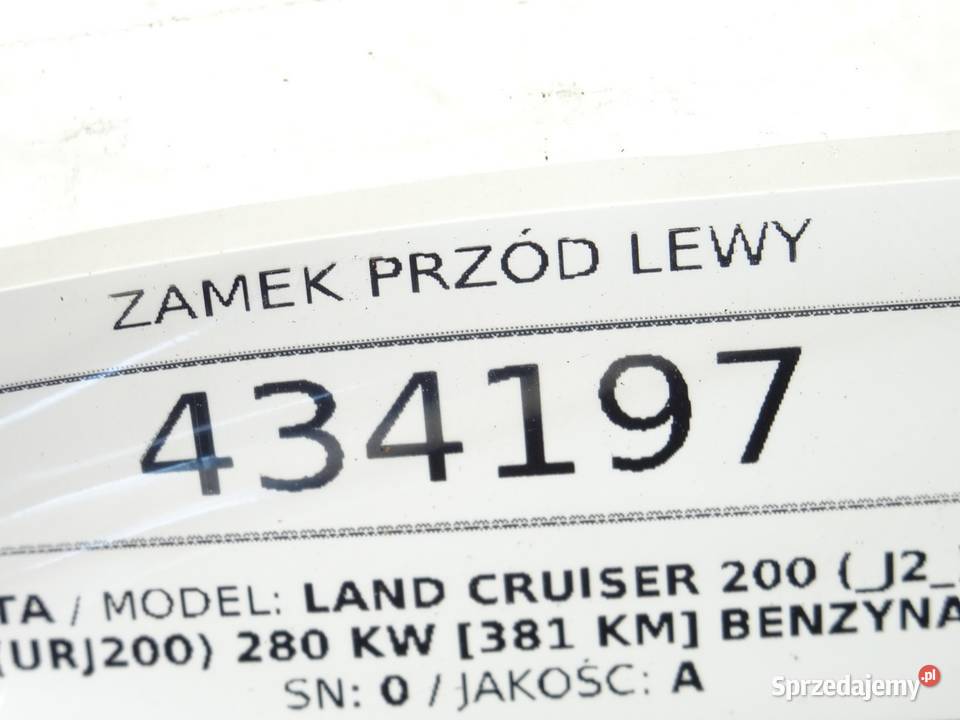 ZAMEK PRZÓD LEWY
434197
TA / MODEL: LAND CRUISER 200 (_J2_
(URJ200) 280 KW [381 KM] BENZYNA
SN: 0 / JAKOŚĆ: A
Sprzedajemy.pl